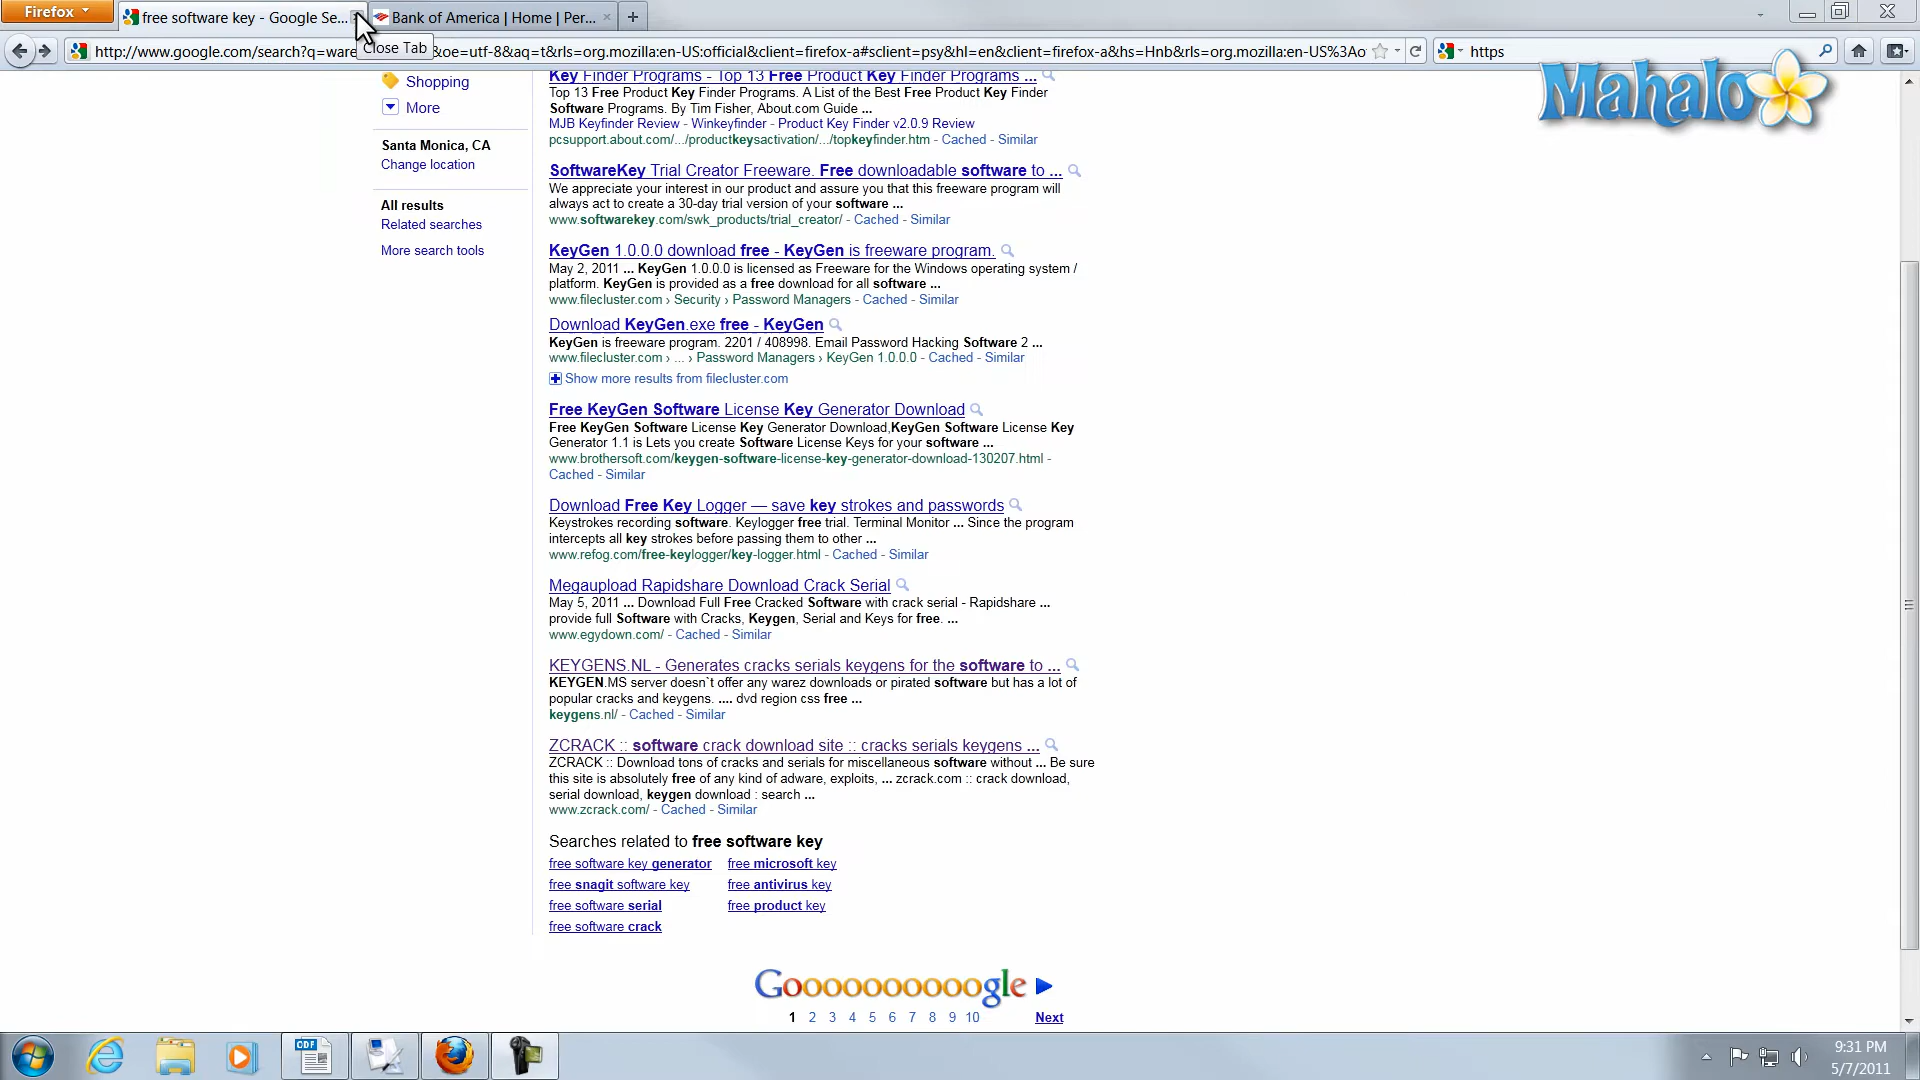 Firefox
free software key - Google Se...
Bank of America | Home | Per...
http://www.google.com/search?q=ware
&oe=utf-8&aq=t&rls=org.mozilla:en-US:official&client=firefox-a#sclient=psy&hl=en&client=firefox-a&hs=Hnb&rls=org.mozilla:en-US%3Ao
https
Close Tab
Mahalo
Shopping
More
Santa Monica, CA
Change location
All results
Related searches
More search tools
Key Finder Programs - Top 13 Free Product Key Finder Programs ...
Top 13 Free Product Key Finder Programs. A List of the Best Free Product Key Finder
Software Programs. By Tim Fisher, About.com Guide ...
MJB Keyfinder Review - Winkeyfinder - Product Key Finder v2.0.9 Review
pcsupport.about.com/.../productkeysactivation/.../topkeyfinder.htm - Cached - Similar
SoftwareKey Trial Creator Freeware. Free downloadable software to ...
We appreciate your interest in our product and assure you that this freeware program will
always act to create a 30-day trial version of your software ...
www.softwarekey.com/swk_products/trial_creator/ - Cached - Similar
KeyGen 1.0.0.0 download free - KeyGen is freeware program.
May 2, 2011 ... KeyGen 1.0.0.0 is licensed as Freeware for the Windows operating system /
platform. KeyGen is provided as a free download for all software ...
www.filecluster.com › Security › Password Managers - Cached - Similar
Download KeyGen.exe free - KeyGen
KeyGen is freeware program. 2201 / 408998. Email Password Hacking Software 2 ...
www.filecluster.com › ... › Password Managers › KeyGen 1.0.0.0 - Cached - Similar
Show more results from filecluster.com
Free KeyGen Software License Key Generator Download
Free KeyGen Software License Key Generator Download,KeyGen Software License Key
Generator 1.1 is Lets you create Software License Keys for your software ...
www.brothersoft.com/keygen-software-license-key-generator-download-130207.html -
Cached - Similar
Download Free Key Logger — save key strokes and passwords
Keystrokes recording software. Keylogger free trial. Terminal Monitor ... Since the program
intercepts all key strokes before passing them to other ...
www.refog.com/free-keylogger/key-logger.html - Cached - Similar
Megaupload Rapidshare Download Crack Serial
May 5, 2011 ... Download Full Free Cracked Software with crack serial - Rapidshare ...
provide full Software with Cracks, Keygen, Serial and Keys for free. ...
www.egydown.com/ - Cached - Similar
KEYGENS.NL - Generates cracks serials keygens for the software to ...
KEYGEN.MS server doesn`t offer any warez downloads or pirated software but has a lot of
popular cracks and keygens. .... dvd region css free ...
keygens.nl/ - Cached - Similar
ZCRACK :: software crack download site :: cracks serials keygens ...
ZCRACK :: Download tons of cracks and serials for miscellaneous software without ... Be sure
this site is absolutely free of any kind of adware, exploits, ... zcrack.com :: crack download,
serial download, keygen download : search ...
www.zcrack.com/ - Cached - Similar
Searches related to free software key
free software key generator free microsoft key
free snagit software key free antivirus key
free software serial free product key
free software crack
Goooooooooogle
1 2 3 4 5 6 7 8 9 10 Next
ODF
9:31 PM
5/7/2011